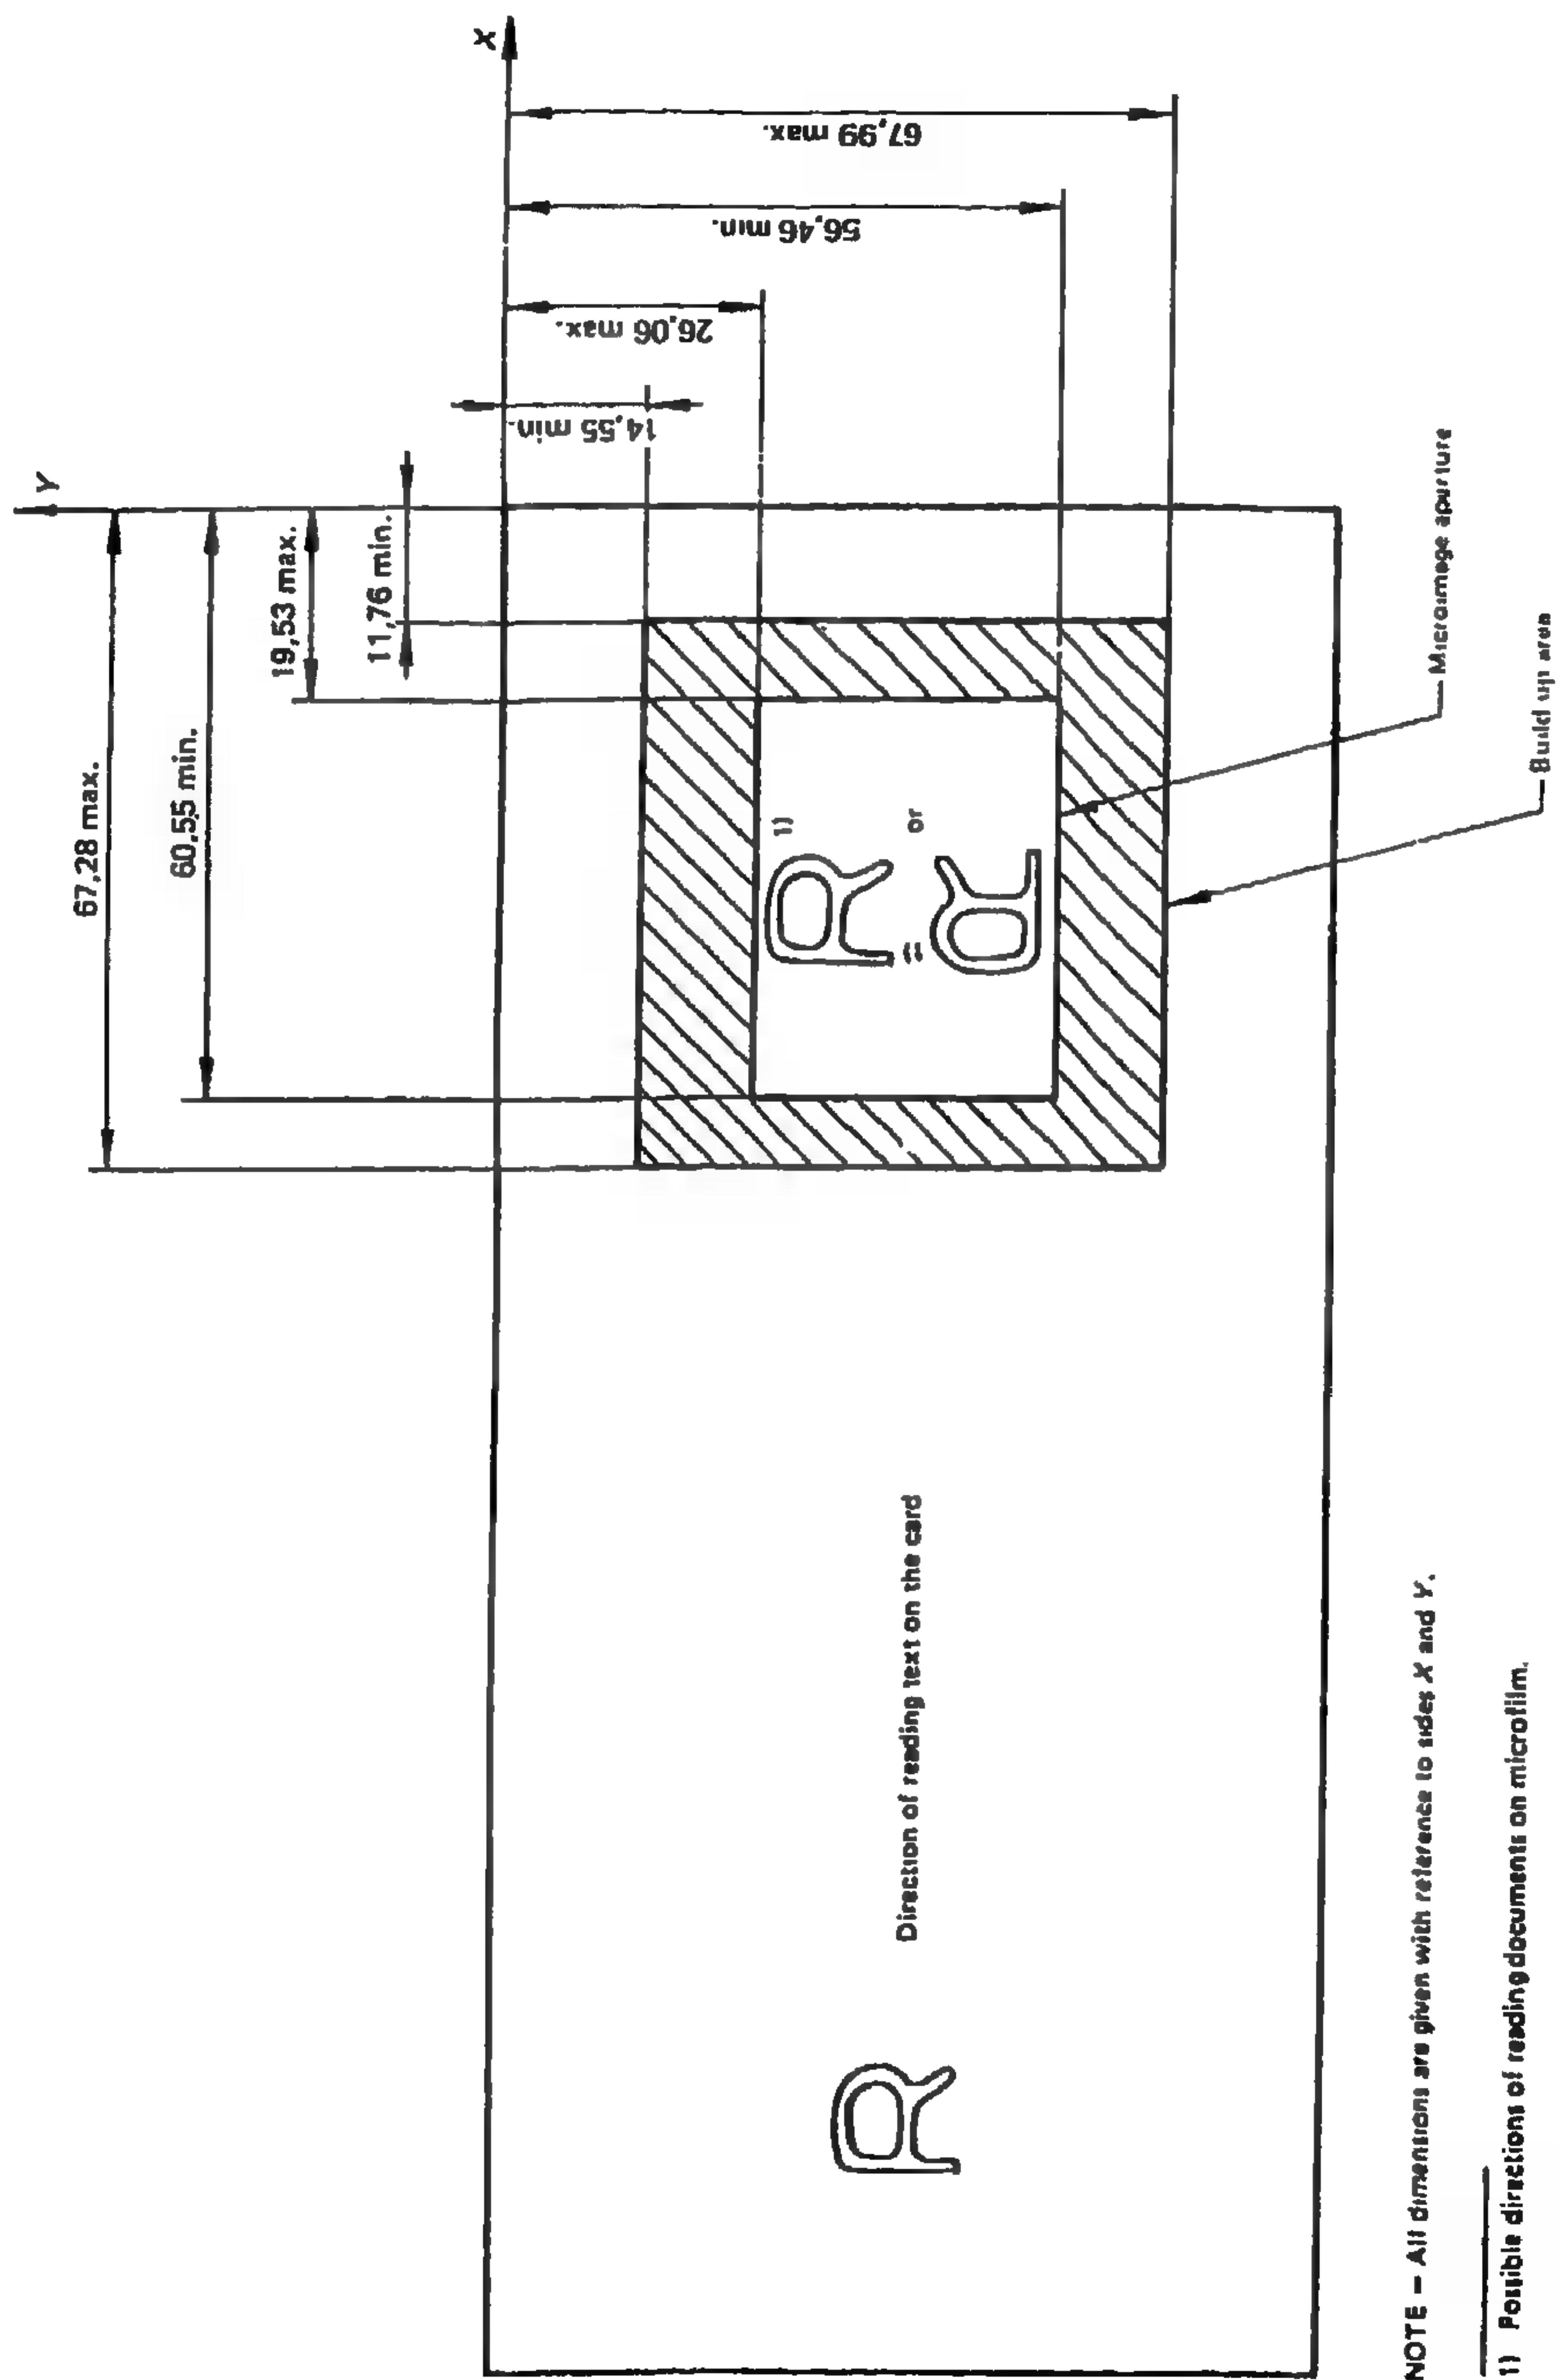 Y
67,28 max.
60,55 min.
19,53 max.
11,76 min.
X
14,55 min.
26,06 max.
56,46 min.
67,99 max.
R
Direction of reading text on the card
R 1)
1) or
R
Microimage aperture
Build up area
NOTE – All dimensions are given with reference to sides X and Y.
1) Possible directions of reading documents on microfilm.